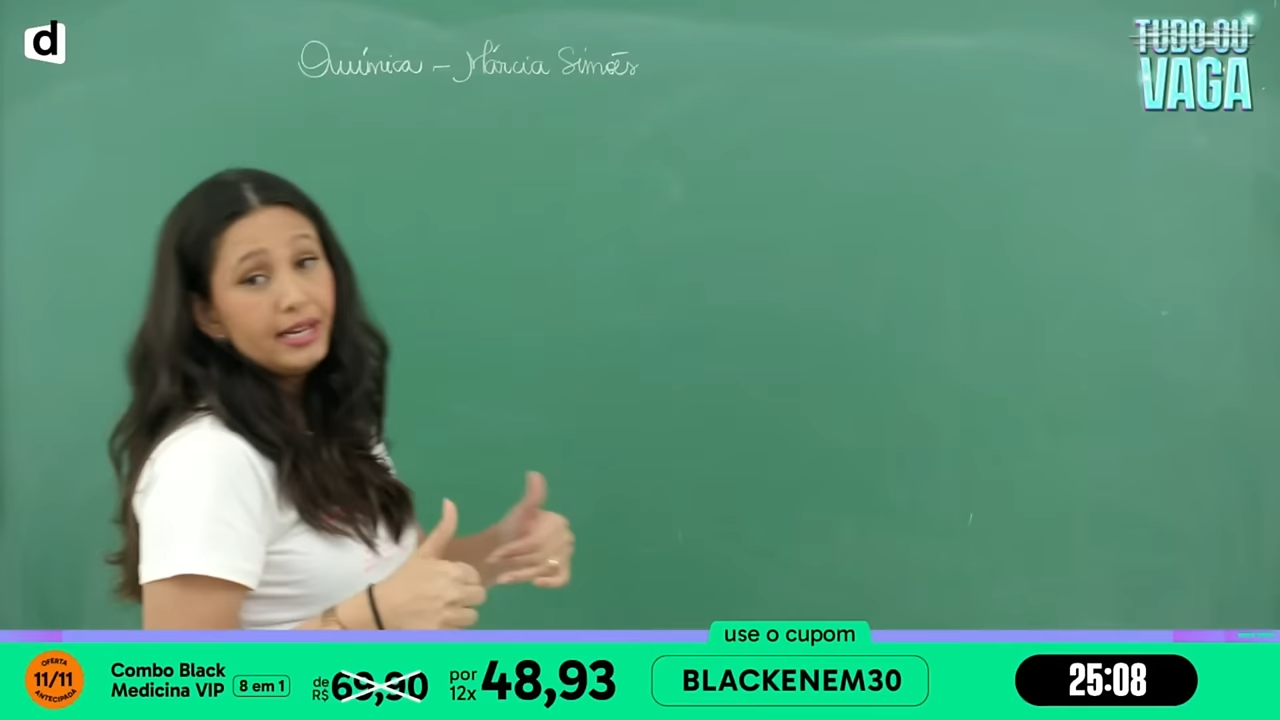 d
Química - Márcia Simões
TUDO OU
VAGA
use o cupom
OFERTA
11/11
ANTECIPADA
Combo Black
Medicina VIP 8 em 1
de
R$ 69,90
por
12x 48,93
BLACKENEM30
25:08